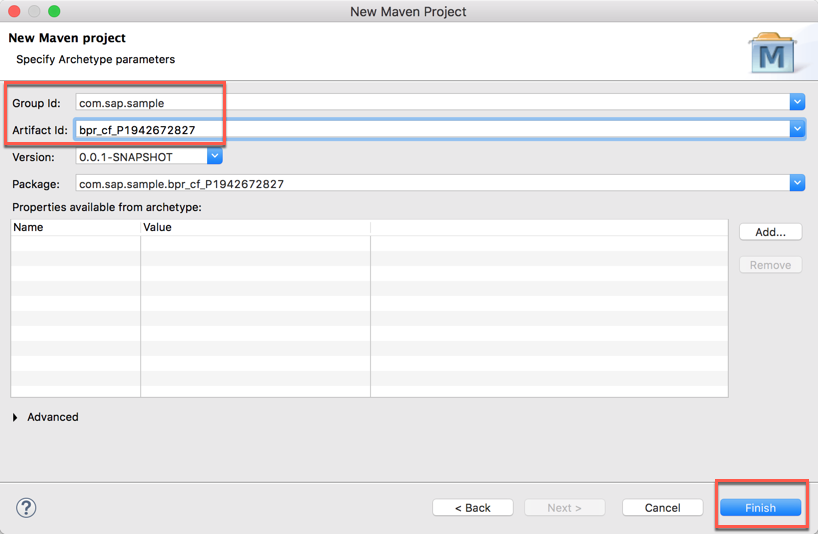 New Maven Project
New Maven project
Specify Archetype parameters
M
Group Id: com.sap.sample
Artifact Id: bpr_cf_P1942672827
Version: 0.0.1-SNAPSHOT
Package: com.sap.sample.bpr_cf_P1942672827
Properties available from archetype:
Name Value
Add...
Remove
Advanced
? < Back Next > Cancel Finish